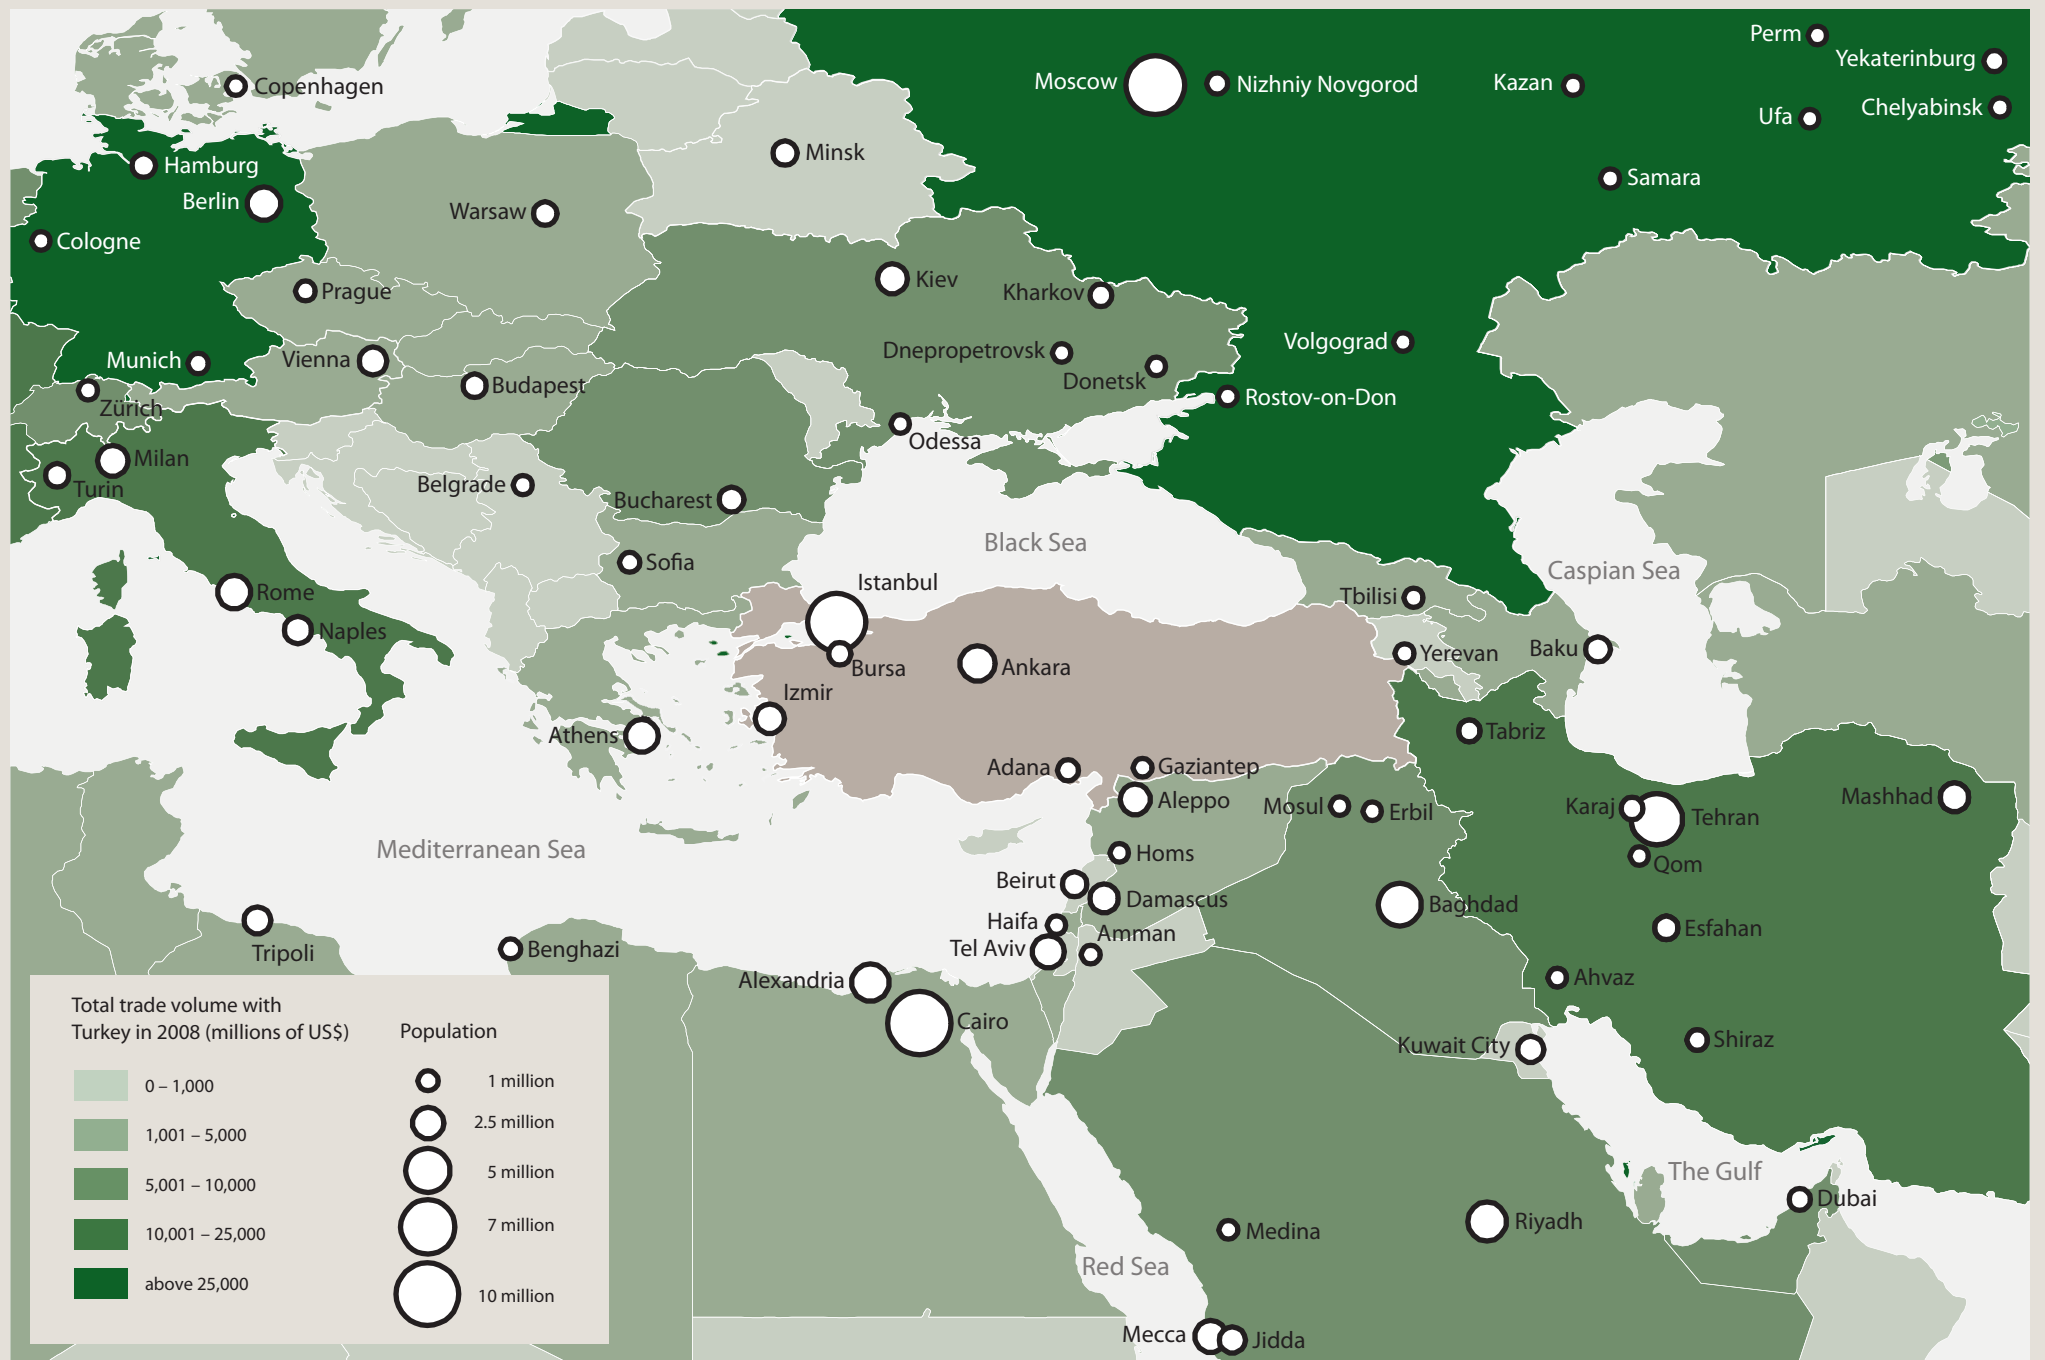 Perm
Yekaterinburg
Copenhagen
Moscow
Nizhniy Novgorod
Kazan
Chelyabinsk
Ufa
Minsk
Hamburg
Samara
Berlin
Warsaw
Cologne
Kiev
Prague
Kharkov
Volgograd
Dnepropetrovsk
Munich
Vienna
Donetsk
Budapest
Rostov-on-Don
Zürich
Odessa
Milan
Turin
Belgrade
Bucharest
Black Sea
Sofia
Caspian Sea
Istanbul
Rome
Tbilisi
Naples
Baku
Yerevan
Bursa
Ankara
Izmir
Athens
Tabriz
Adana
Gaziantep
Mashhad
Aleppo
Mosul
Erbil
Karaj
Tehran
Mediterranean Sea
Homs
Qom
Beirut
Damascus
Baghdad
Haifa
Esfahan
Amman
Tel Aviv
Tripoli
Benghazi
Ahvaz
Alexandria
Cairo
Shiraz
Kuwait City
The Gulf
Dubai
Riyadh
Medina
Red Sea
Mecca
Jidda
Total trade volume with
Turkey in 2008 (millions of US$)
0 – 1,000
1,001 – 5,000
5,001 – 10,000
10,001 – 25,000
above 25,000
Population
1 million
2.5 million
5 million
7 million
10 million